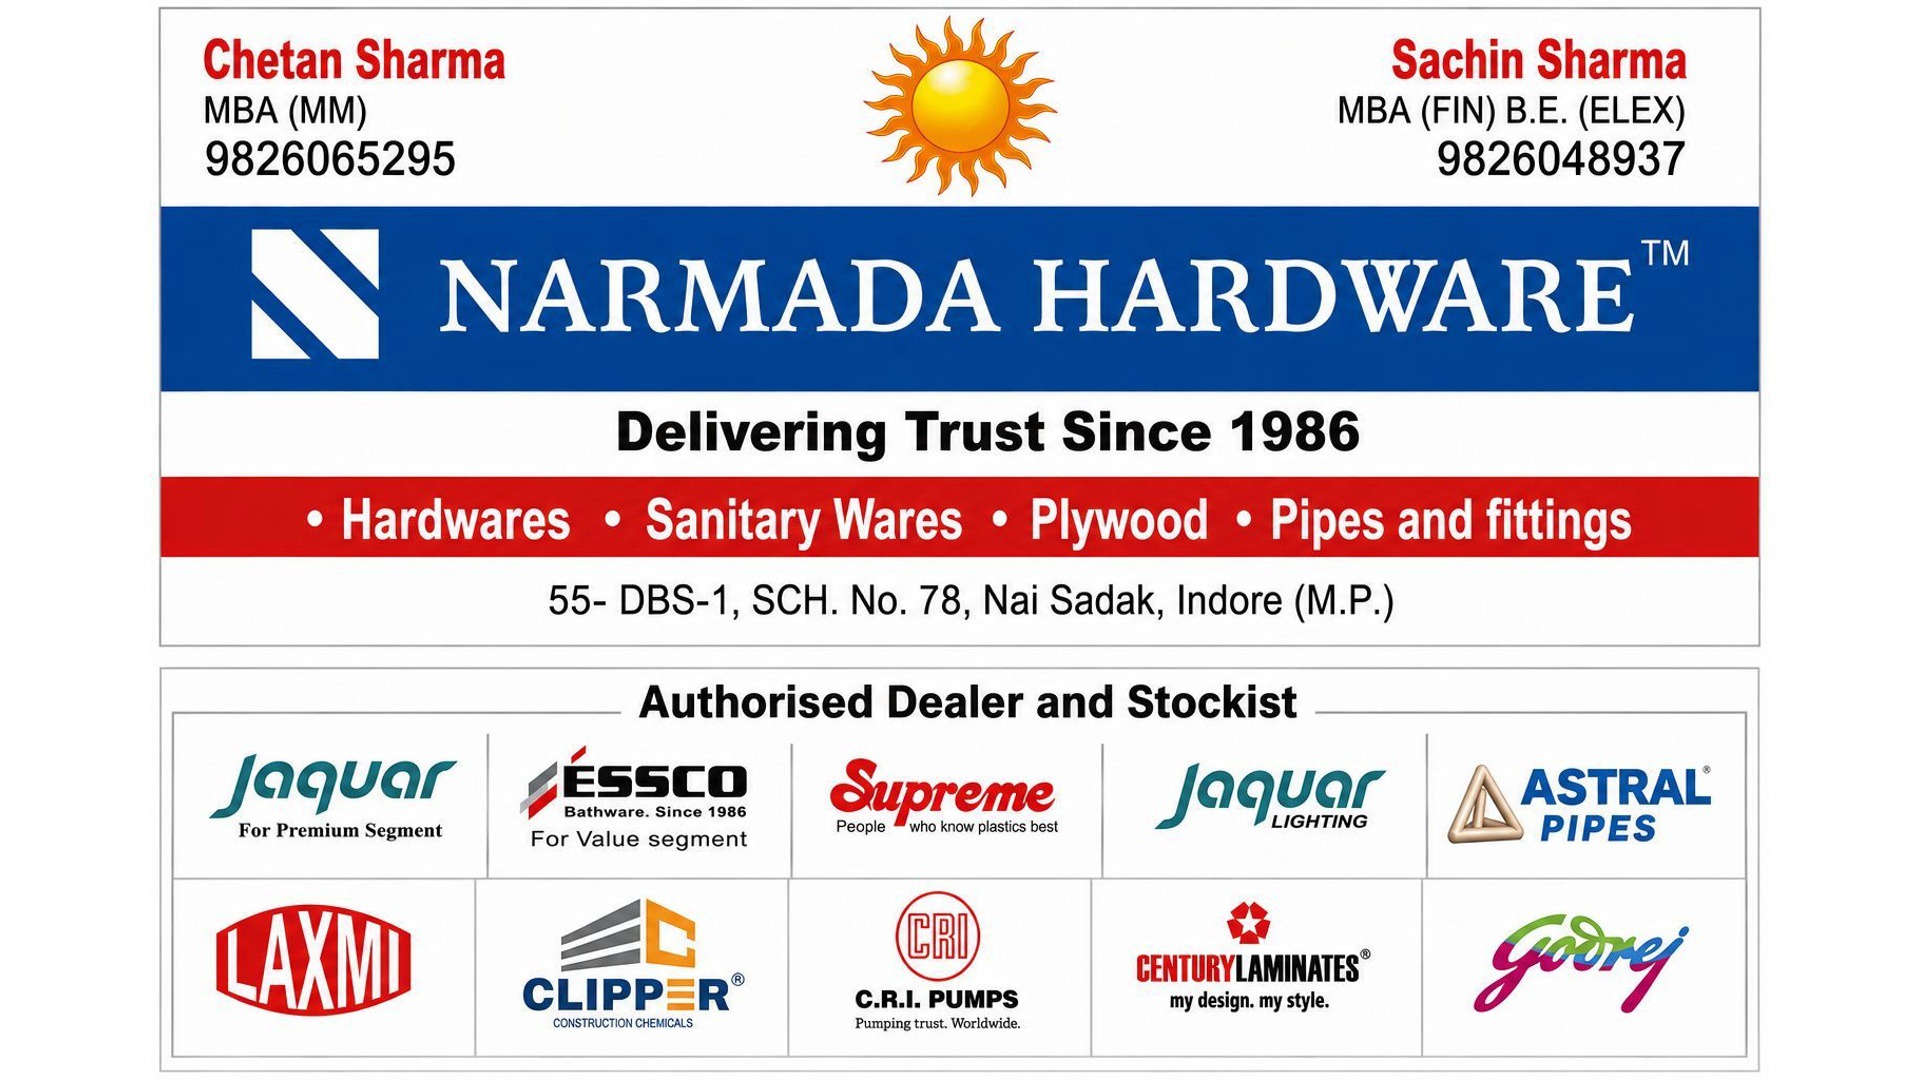 Chetan Sharma
MBA (MM)
9826065295
Sachin Sharma
MBA (FIN) B.E. (ELEX)
9826048937
NARMADA HARDWARE™
Delivering Trust Since 1986
• Hardwares • Sanitary Wares • Plywood • Pipes and fittings
55- DBS-1, SCH. No. 78, Nai Sadak, Indore (M.P.)
Authorised Dealer and Stockist
Jaquar
For Premium Segment
ÉSSCO
Bathware. Since 1986
For Value segment
Supreme
People who know plastics best
Jaquar
LIGHTING
ASTRAL®
PIPES
LAXMI
CLIPPER®
CONSTRUCTION CHEMICALS
CRI
C.R.I. PUMPS
Pumping trust. Worldwide.
CENTURYLAMINATES®
my design. my style.
Godrej